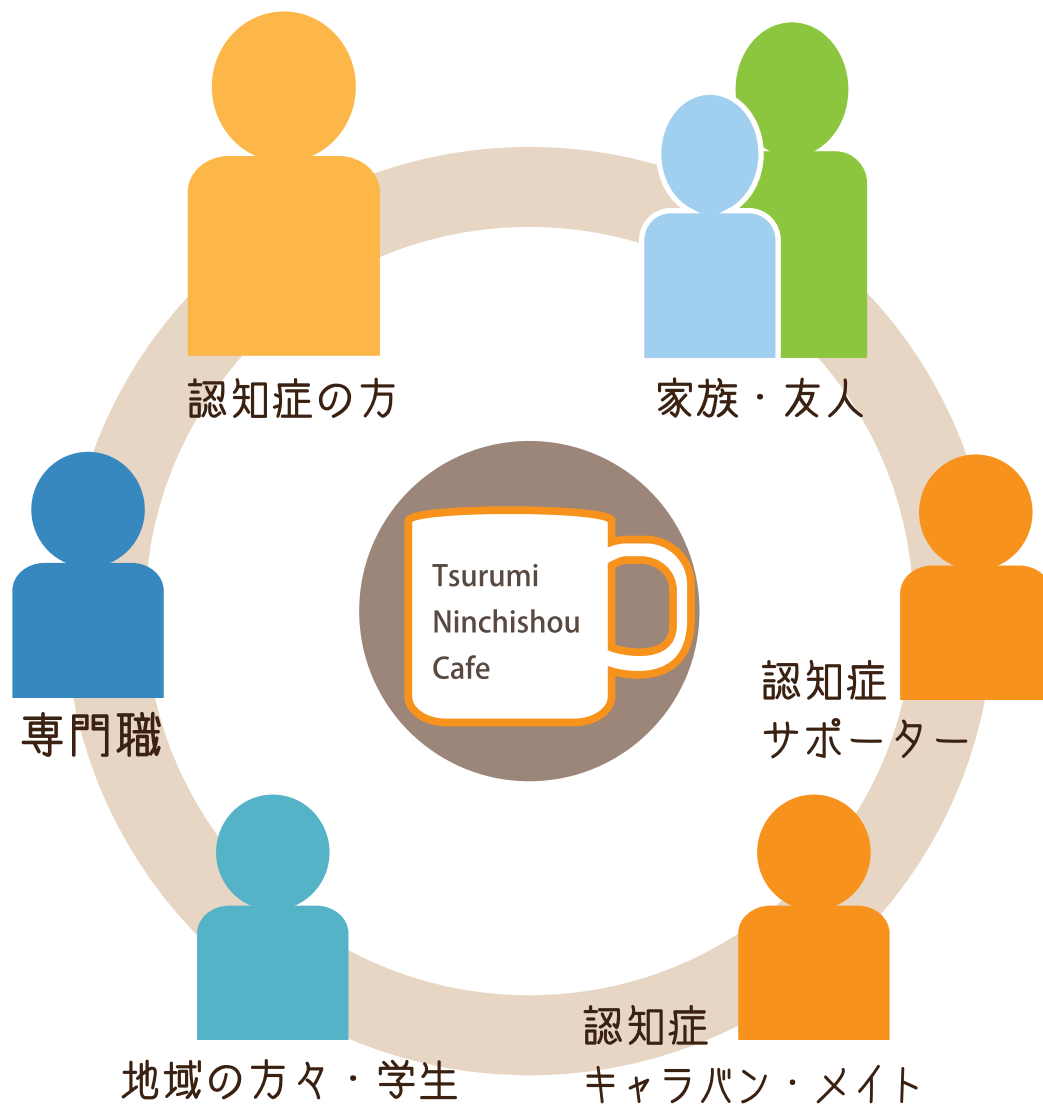 認知症の方
家族・友人
Tsurumi
Ninchishou
Cafe
認知症
サポーター
専門職
認知症
キャラバン・メイト
地域の方々・学生